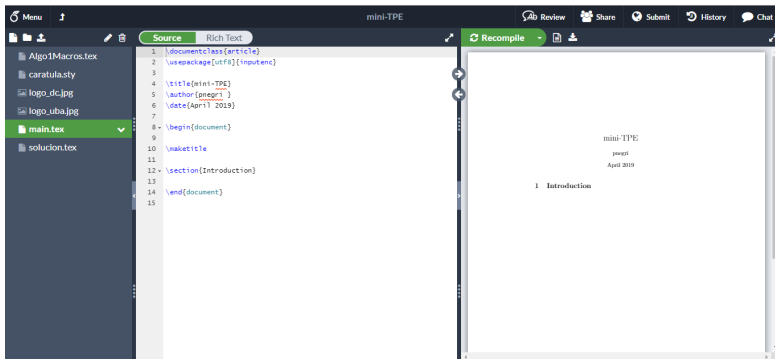 Menu
mini-TPE
Review
Share
Submit
History
Chat
Source
Rich Text
Recompile
Algo1Macros.tex
caratula.sty
logo_dc.jpg
logo_uba.jpg
main.tex
solucion.tex
1 \documentclass{article}
2 \usepackage[utf8]{inputenc}
3
4 \title{mini-TPE}
5 \author{pnegri }
6 \date{April 2019}
7
8 \begin{document}
9
10 \maketitle
11
12 \section{Introduction}
13
14 \end{document}
15
mini-TPE
pnegri
April 2019
1 Introduction